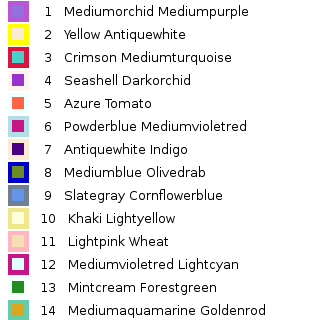 1 Mediumorchid Mediumpurple
2 Yellow Antiquewhite
3 Crimson Mediumturquoise
4 Seashell Darkorchid
5 Azure Tomato
6 Powderblue Mediumvioletred
7 Antiquewhite Indigo
8 Mediumblue Olivedrab
9 Slategray Cornflowerblue
10 Khaki Lightyellow
11 Lightpink Wheat
12 Mediumvioletred Lightcyan
13 Mintcream Forestgreen
14 Mediumaquamarine Goldenrod